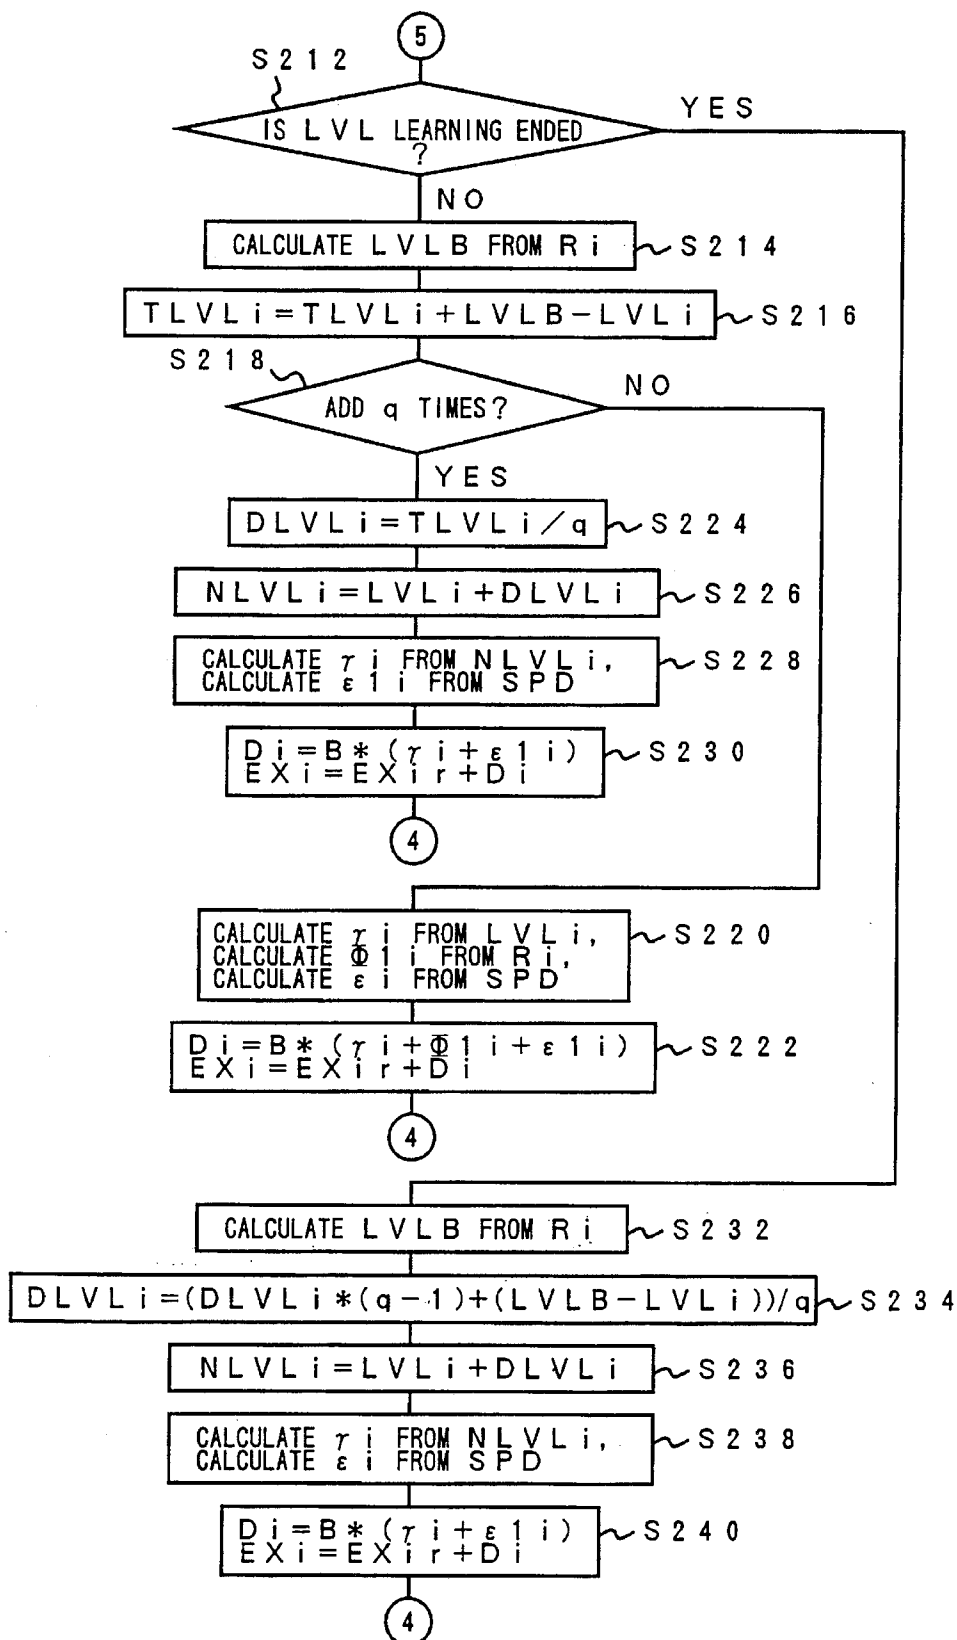 5
S212
IS LVL LEARNING ENDED
?
YES
NO
CALCULATE LVLB FROM Ri
S214
TLVLi=TLVLi+LVLB-LVLi
S216
S218
ADD q TIMES?
NO
YES
DLVLi=TLVLi/q
S224
NLVLi=LVLi+DLVLi
S226
CALCULATE γi FROM NLVLi,
CALCULATE ε1i FROM SPD
S228
Di=B*(γi+ε1i)
EXi=EXir+Di
S230
4
CALCULATE γi FROM LVLi,
CALCULATE Φ1i FROM Ri,
CALCULATE εi FROM SPD
S220
Di=B*(γi+Φ1i+ε1i)
EXi=EXir+Di
S222
4
CALCULATE LVLB FROM Ri
S232
DLVLi=(DLVLi*(q-1)+(LVLB-LVLi))/q
S234
NLVLi=LVLi+DLVLi
S236
CALCULATE γi FROM NLVLi,
CALCULATE εi FROM SPD
S238
Di=B*(γi+ε1i)
EXi=EXir+Di
S240
4